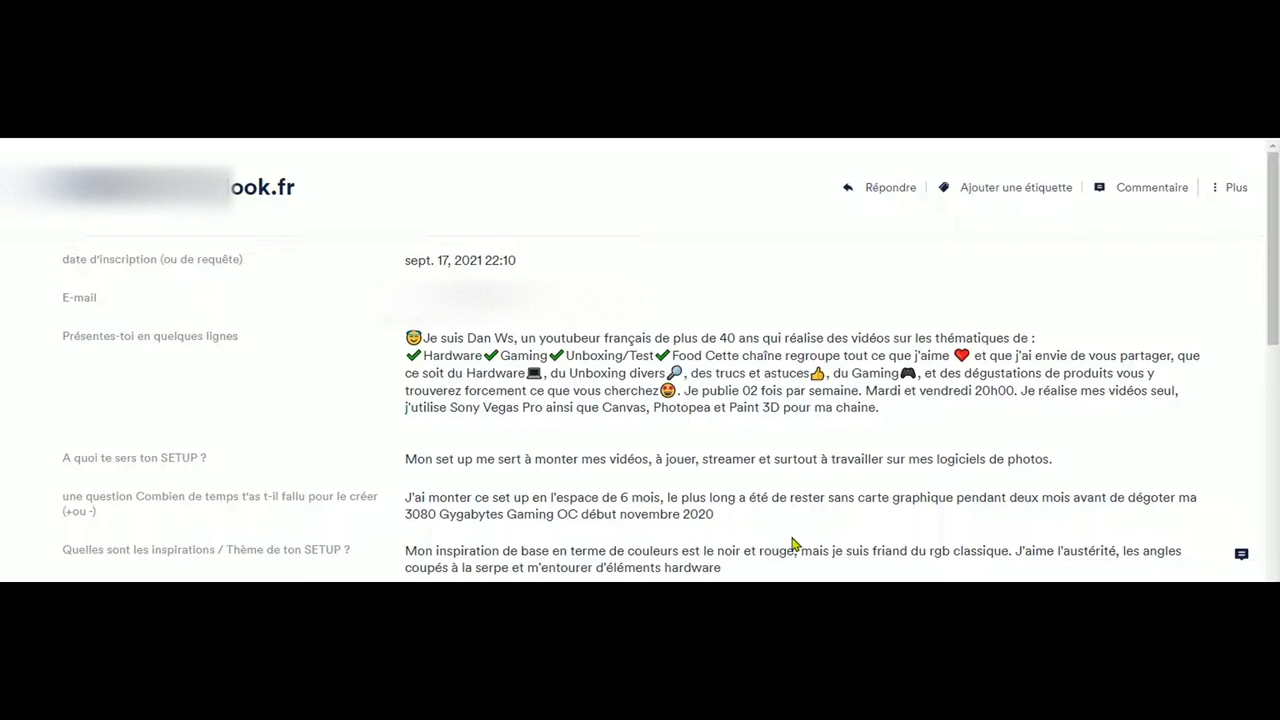 ook.fr
Répondre
Ajouter une étiquette
Commentaire
Plus
date d'inscription (ou de requête)
sept. 17, 2021 22:10
E-mail
Présentes-toi en quelques lignes
😇Je suis Dan Ws, un youtubeur français de plus de 40 ans qui réalise des vidéos sur les thématiques de :
✔Hardware✔Gaming✔Unboxing/Test✔Food Cette chaîne regroupe tout ce que j'aime ❤ et que j'ai envie de vous partager, que
ce soit du Hardware💻, du Unboxing divers🔎, des trucs et astuces👍, du Gaming🎮, et des dégustations de produits vous y
trouverez forcement ce que vous cherchez🤩. Je publie 02 fois par semaine. Mardi et vendredi 20h00. Je réalise mes vidéos seul,
j'utilise Sony Vegas Pro ainsi que Canvas, Photopea et Paint 3D pour ma chaine.
A quoi te sers ton SETUP ?
Mon set up me sert à monter mes vidéos, à jouer, streamer et surtout à travailler sur mes logiciels de photos.
une question Combien de temps t'as t-il fallu pour le créer
(+ou -)
J'ai monter ce set up en l'espace de 6 mois, le plus long a été de rester sans carte graphique pendant deux mois avant de dégoter ma
3080 Gygabytes Gaming OC début novembre 2020
Quelles sont les inspirations / Thème de ton SETUP ?
Mon inspiration de base en terme de couleurs est le noir et rouge, mais je suis friand du rgb classique. J'aime l'austérité, les angles
coupés à la serpe et m'entourer d'éléments hardware